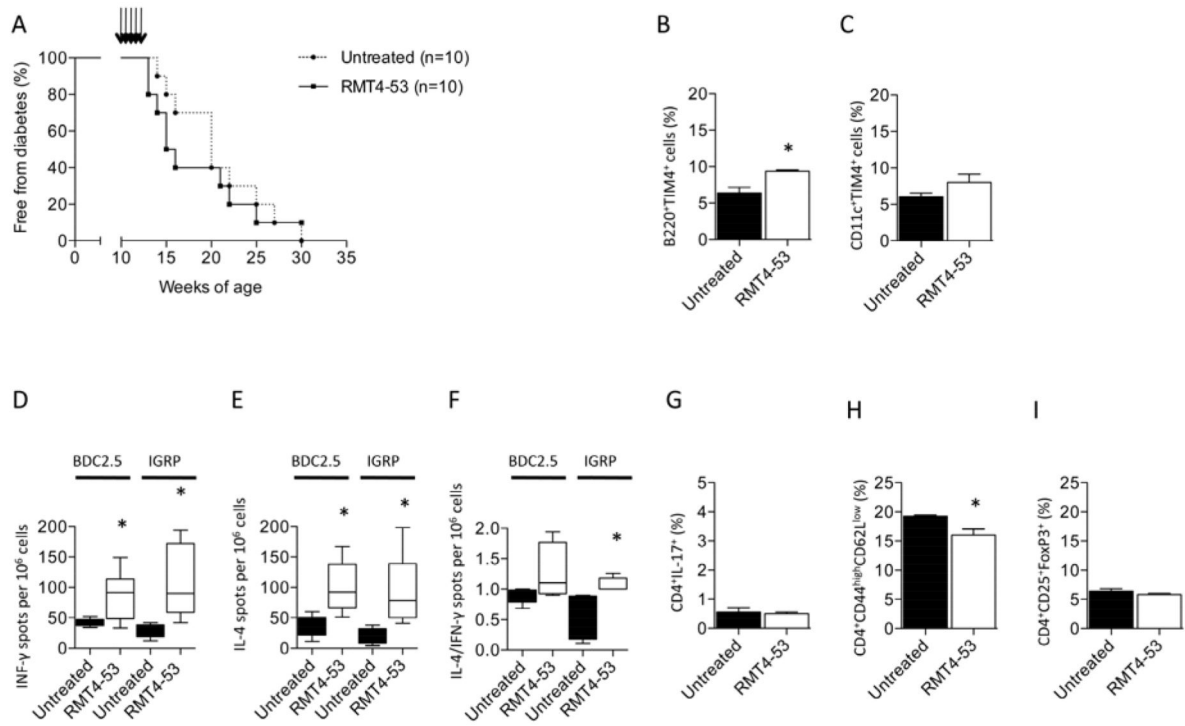 A
Untreated (n=10)
RMT4-53 (n=10)
Free from diabetes (%)
100
80
60
40
20
0
0 10 15 20 25 30 35
Weeks of age
B
B220⁺TIM4⁺ cells (%)
20
15
10
5
0
Untreated
RMT4-53
*
C
CD11c⁺TIM4⁺ cells (%)
20
15
10
5
0
Untreated
RMT4-53
D
BDC2.5 IGRP
* *
INF-γ spots per 10⁶ cells
200
150
100
50
0
Untreated
RMT4-53
Untreated
RMT4-53
E
BDC2.5 IGRP
* *
IL-4 spots per 10⁶ cells
200
150
100
50
0
Untreated
RMT4-53
Untreated
RMT4-53
F
BDC2.5 IGRP
*
IL-4/IFN-γ spots per 10⁶ cells
2.0
1.5
1.0
0.5
0.0
Untreated
RMT4-53
Untreated
RMT4-53
G
CD4⁺IL-17⁺ (%)
5
4
3
2
1
0
Untreated
RMT4-53
H
CD4⁺CD44ʰⁱᵍʰCD62Lˡᵒʷ (%)
25
20
15
10
5
0
*
Untreated
RMT4-53
I
CD4⁺CD25⁺FoxP3⁺ (%)
25
20
15
10
5
0
Untreated
RMT4-53